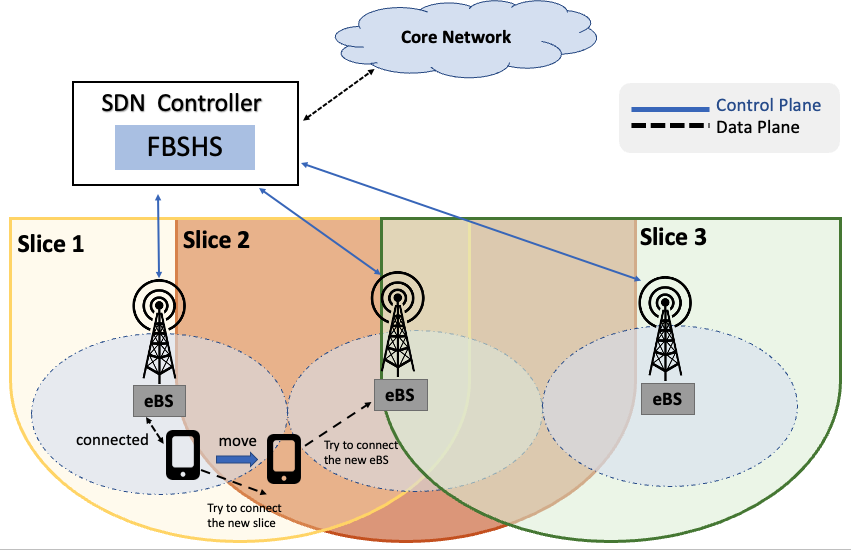 Core Network
SDN Controller
FBSHS
Control Plane
Data Plane
Slice 1
Slice 2
Slice 3
eBS
eBS
eBS
connected
move
Try to connect
the new eBS
Try to connect
the new slice